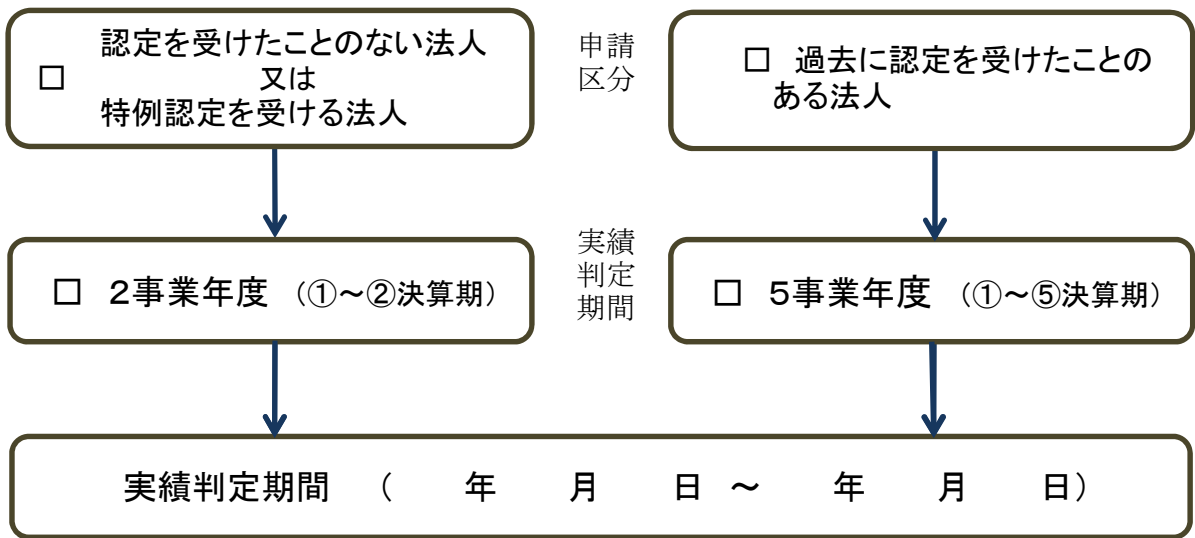 認定を受けたことのない法人
□ 又は
特例認定を受ける法人
申請
区分
□ 過去に認定を受けたことの
ある法人
□ 2事業年度 (①～②決算期)
実績
判定
期間
□ 5事業年度 (①～⑤決算期)
実績判定期間 ( 年 月 日 ～ 年 月 日)